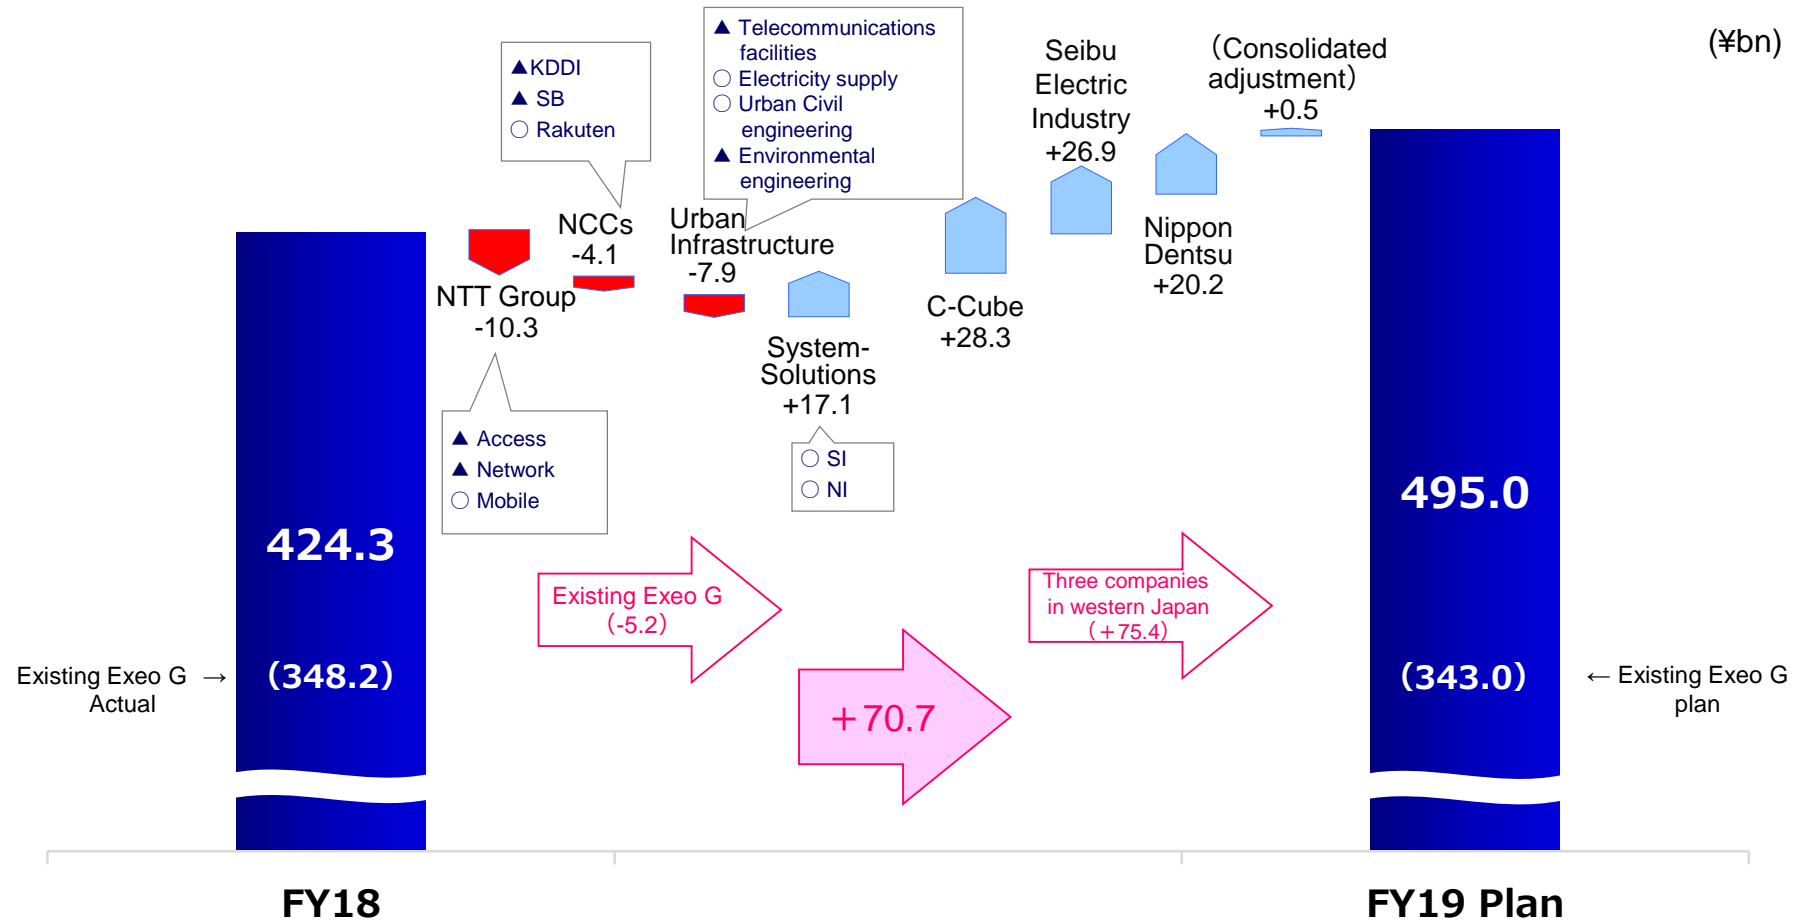 (¥bn)
▲KDDI
▲ SB
○ Rakuten
▲ Telecommunications
facilities
○ Electricity supply
○ Urban Civil
engineering
▲ Environmental
engineering
Seibu
Electric
Industry
+26.9
（Consolidated
adjustment）
+0.5
NCCs
-4.1
Urban
Infrastructure
-7.9
NTT Group
-10.3
C-Cube
+28.3
Nippon
Dentsu
+20.2
System-
Solutions
+17.1
▲ Access
▲ Network
○ Mobile
○ SI
○ NI
424.3
(348.2)
Existing Exeo G →
Actual
Existing Exeo G
（-5.2）
＋70.7
Three companies
in western Japan
（＋75.4）
495.0
(343.0)
← Existing Exeo G
plan
FY18
FY19 Plan